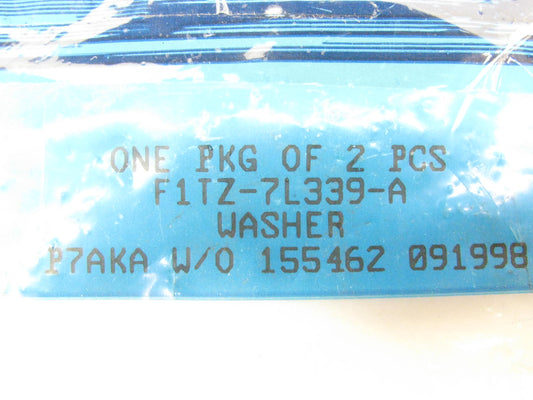 ONE PKG OF 2 PCS
F1TZ-7L339-A
WASHER
P7AKA W/O 155462 091998